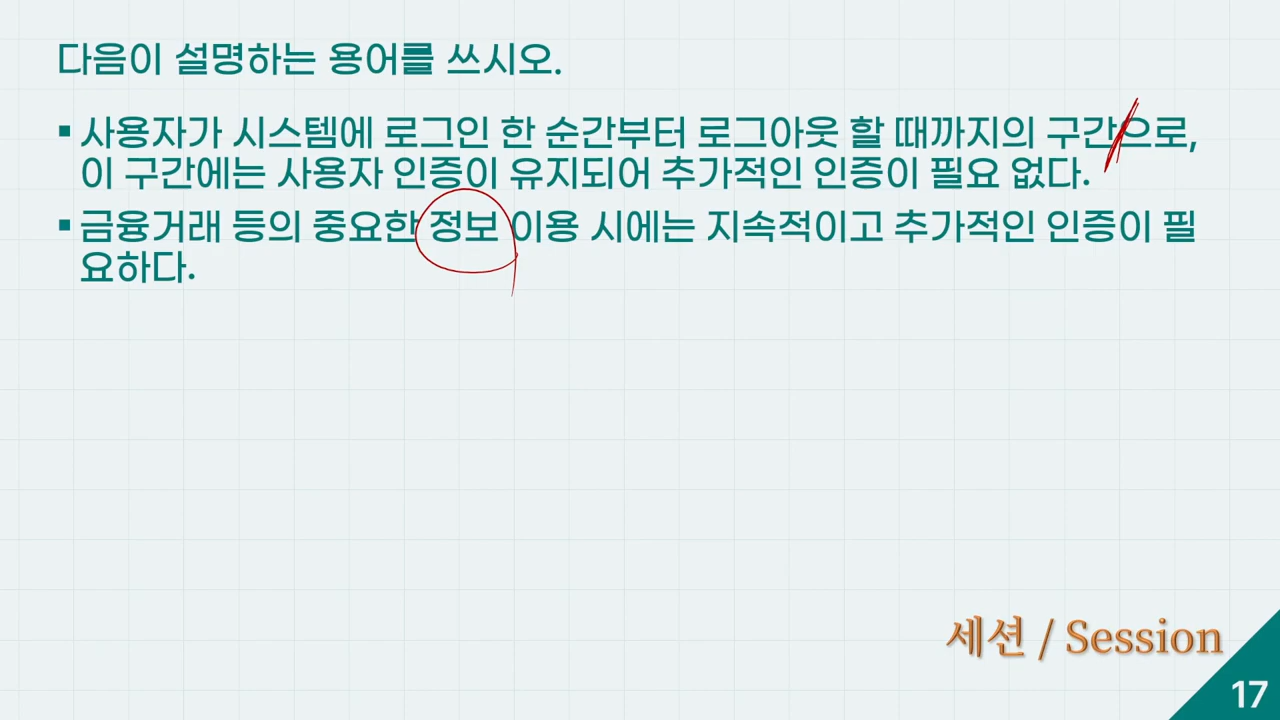 다음이 설명하는 용어를 쓰시오.
▪ 사용자가 시스템에 로그인 한 순간부터 로그아웃 할 때까지의 구간으로,
이 구간에는 사용자 인증이 유지되어 추가적인 인증이 필요 없다.
▪ 금융거래 등의 중요한 정보 이용 시에는 지속적이고 추가적인 인증이 필
요하다.
세션 / Session
17